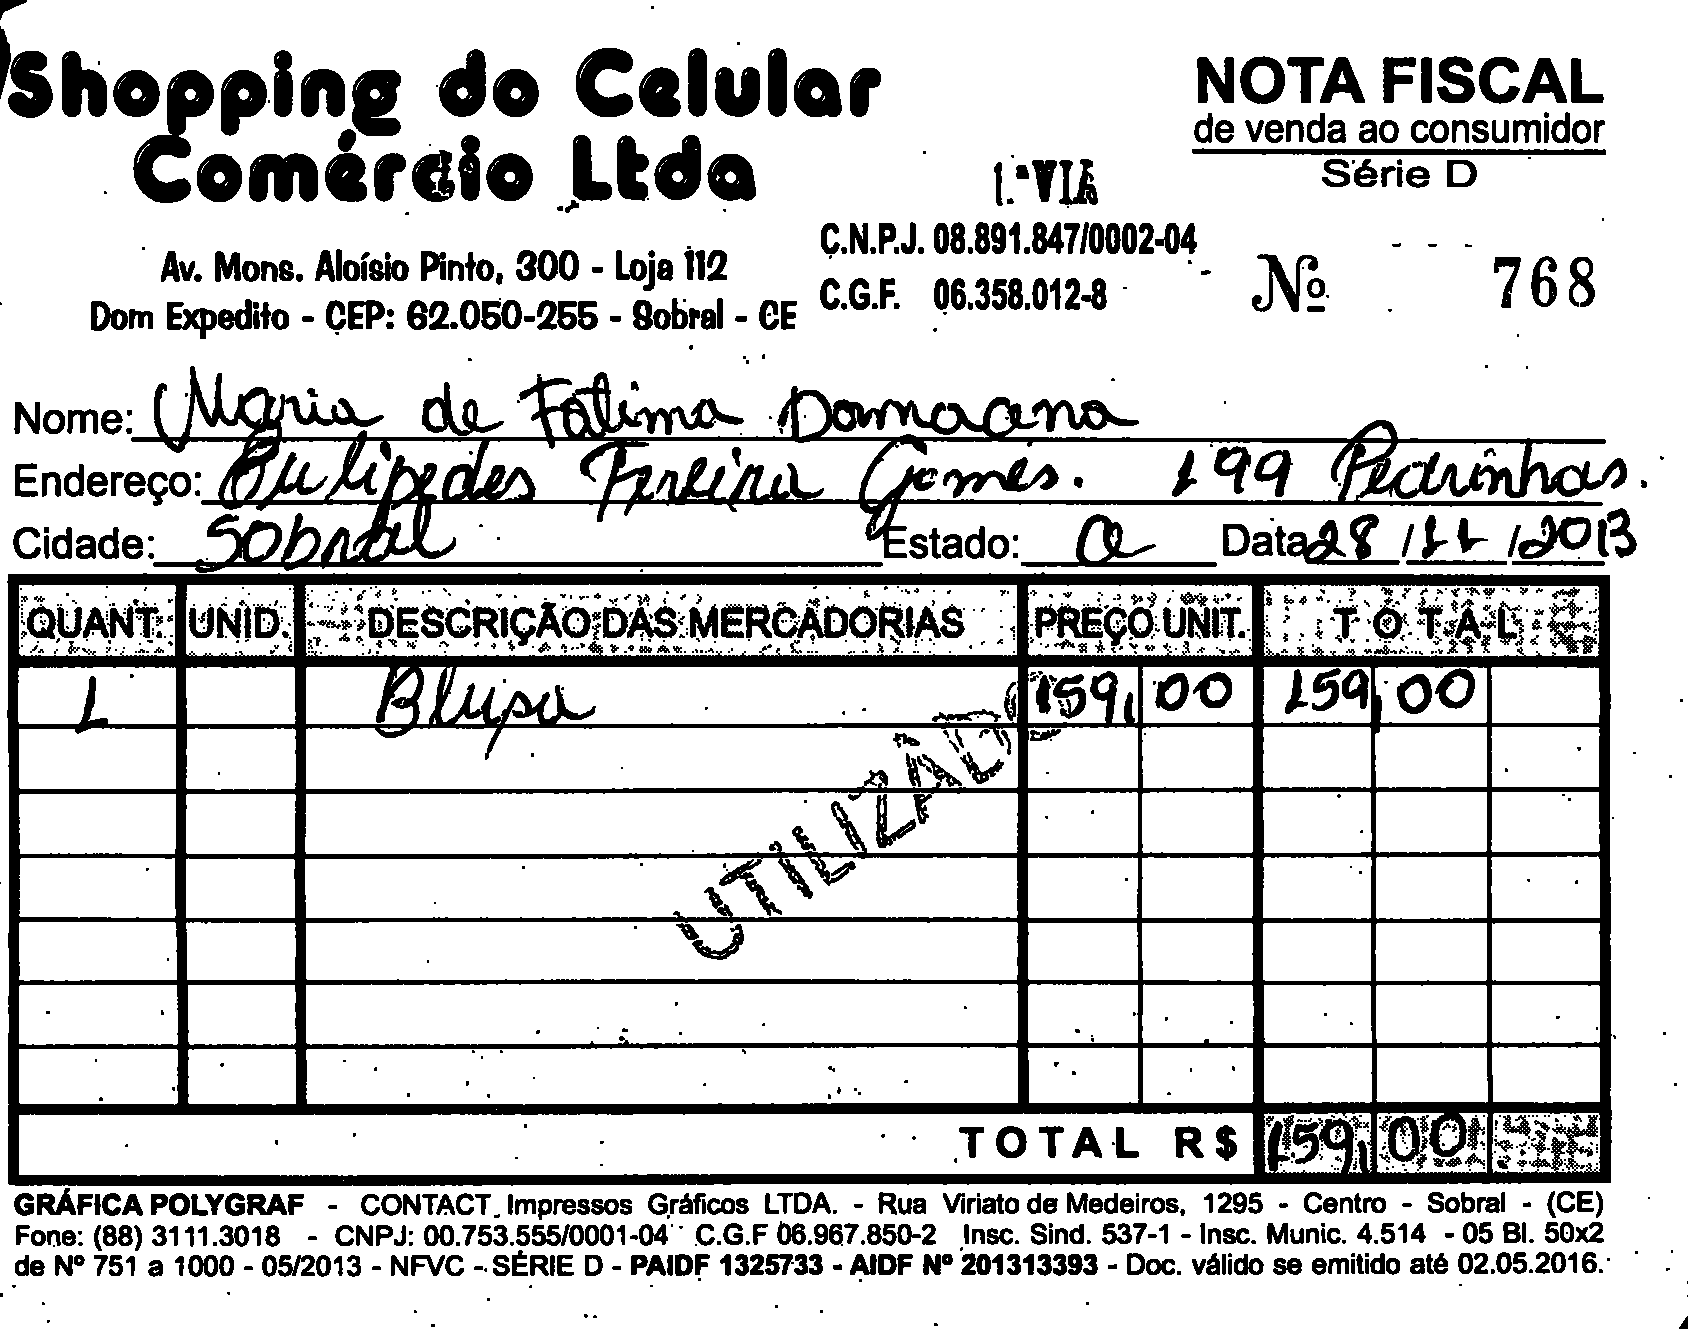 Shopping do Celular
Comércio Ltda
NOTA FISCAL
de venda ao consumidor
Série D
1.ª VIA
Av. Mons. Aloísio Pinto, 300 - Loja 112
Dom Expedito - CEP: 62.050-255 - Sobral - CE
C.N.P.J. 08.891.847/0002-04
C.G.F. 06.358.012-8
Nº 768
Nome: Maria de Fatima Damacena
Endereço: Eulipedes Fereira Gomes. 199 Pedrinhas.
Cidade: Sobral Estado: Ce Data 28 / 11 / 2013
QUANT. UNID. DESCRIÇÃO DAS MERCADORIAS PREÇO UNIT. TOTAL
1 Blusa 159,00 159,00
UTILIZADO
TOTAL R$ 159,00
GRÁFICA POLYGRAF - CONTACT Impressos Gráficos LTDA. - Rua Viriato de Medeiros, 1295 - Centro - Sobral - (CE)
Fone: (88) 3111.3018 - CNPJ: 00.753.555/0001-04 C.G.F 06.967.850-2 Insc. Sind. 537-1 - Insc. Munic. 4.514 - 05 Bl. 50x2
de Nº 751 a 1000 - 05/2013 - NFVC - SÉRIE D - PAIDF 1325733 - AIDF Nº 201313393 - Doc. válido se emitido até 02.05.2016.